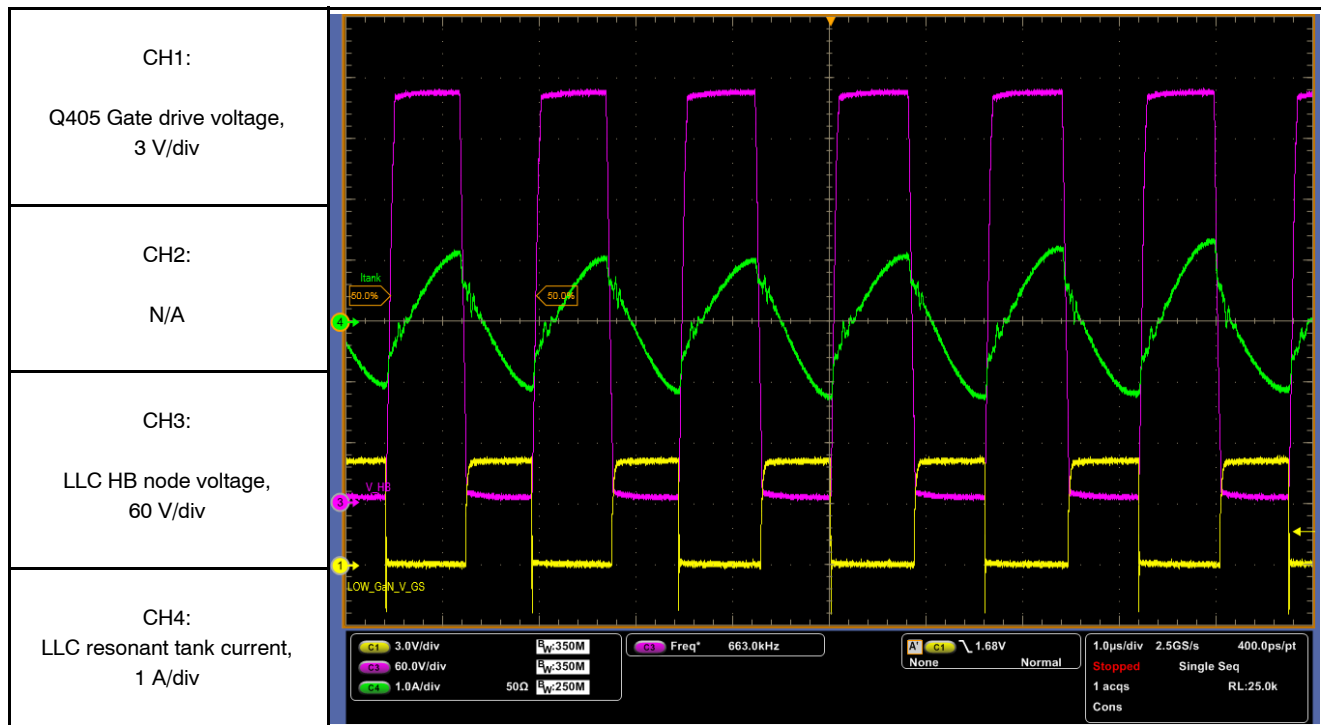 CH1:
Q405 Gate drive voltage,
3 V/div
CH2:
N/A
CH3:
LLC HB node voltage,
60 V/div
CH4:
LLC resonant tank current,
1 A/div
Itank
50.0%
50.0%
4
V_HB
3
1
LOW_GaN_V_GS
C1 3.0V/div BW:350M
C3 60.0V/div BW:350M
C4 1.0A/div 50Ω BW:250M
C3 Freq* 663.0kHz
A' C1 1.68V
None Normal
1.0µs/div 2.5GS/s 400.0ps/pt
Stopped Single Seq
1 acqs RL:25.0k
Cons